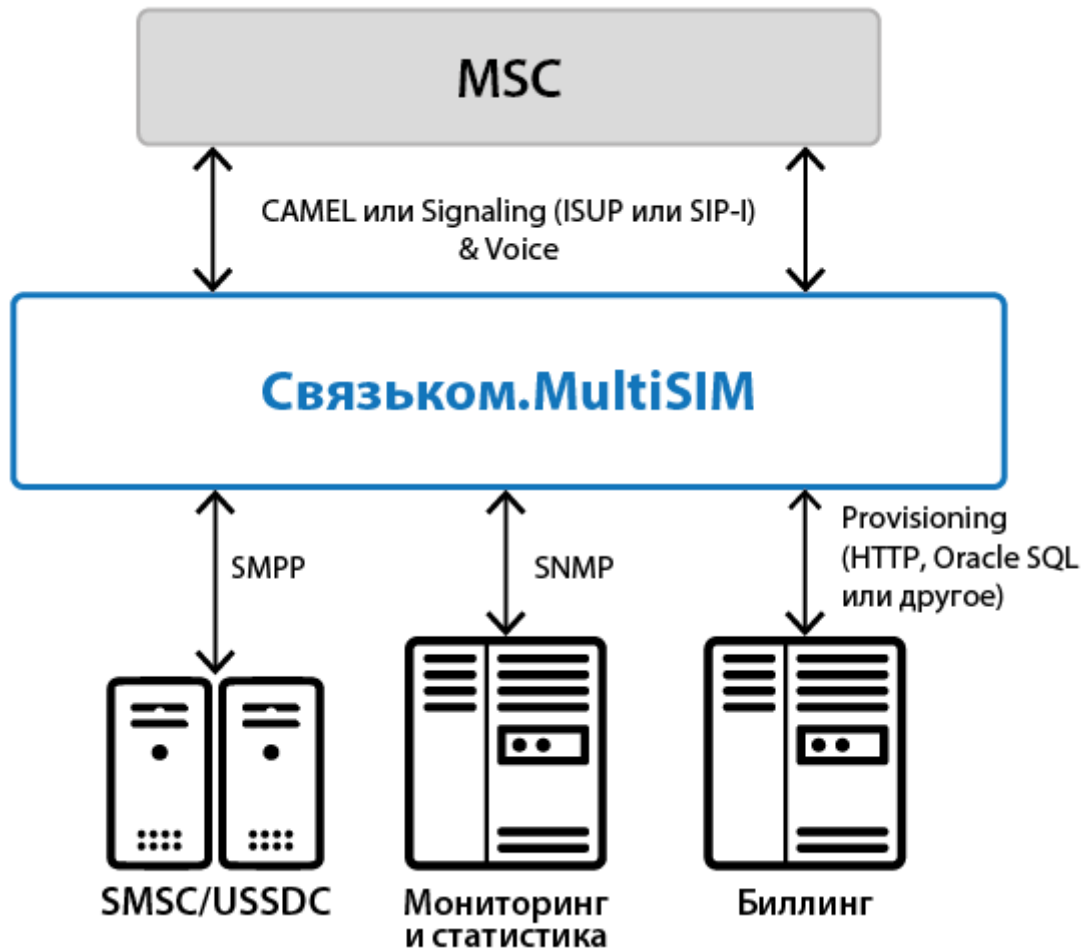 MSC
CAMEL или Signaling (ISUP или SIP-I)
& Voice
Связьком.MultiSIM
SMPP
SNMP
Provisioning
(HTTP, Oracle SQL
или другое)
SMSC/USSDC
Мониторинг
и статистика
Биллинг